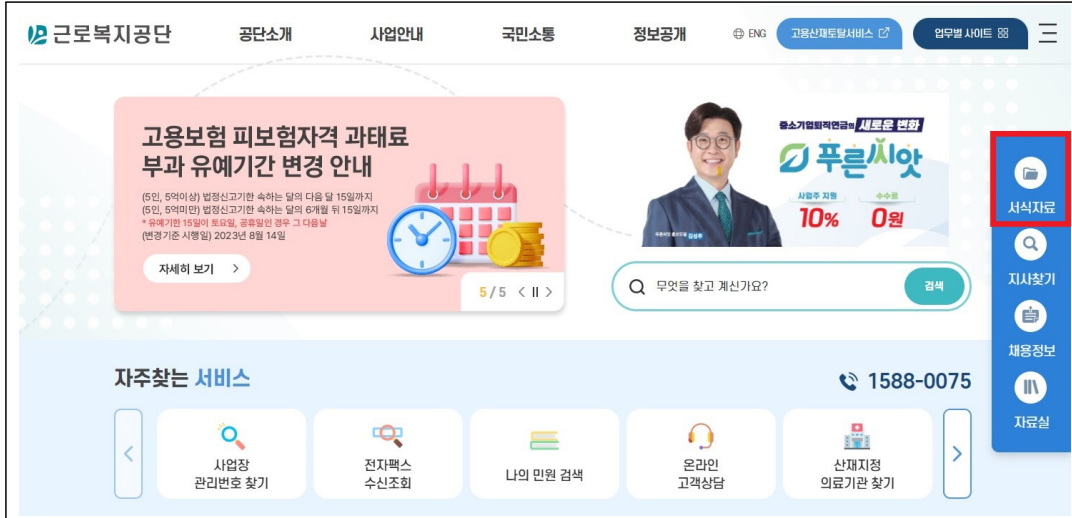 근로복지공단
공단소개
사업안내
국민소통
정보공개
ENG
고용산재토탈서비스
업무별 사이트
고용보험 피보험자격 과태료
부과 유예기간 변경 안내
(5인, 5억이상) 법정신고기한 속하는 달의 다음 달 15일까지
(5인, 5억미만) 법정신고기한 속하는 달의 6개월 뒤 15일까지
* 유예기한 15일이 토요일, 공휴일인 경우 그 다음날
(변경기준 시행일) 2023년 8월 14일
자세히 보기 >
5 / 5 < II >
중소기업퇴직연금의 새로운 변화
푸른씨앗
사업주 지원
수수료
10%
0원
무엇을 찾고 계신가요?
검색
서식자료
지사찾기
채용정보
자료실
자주찾는 서비스
1588-0075
<
사업장
관리번호 찾기
전자팩스
수신조회
나의 민원 검색
온라인
고객상담
산재지정
의료기관 찾기
>